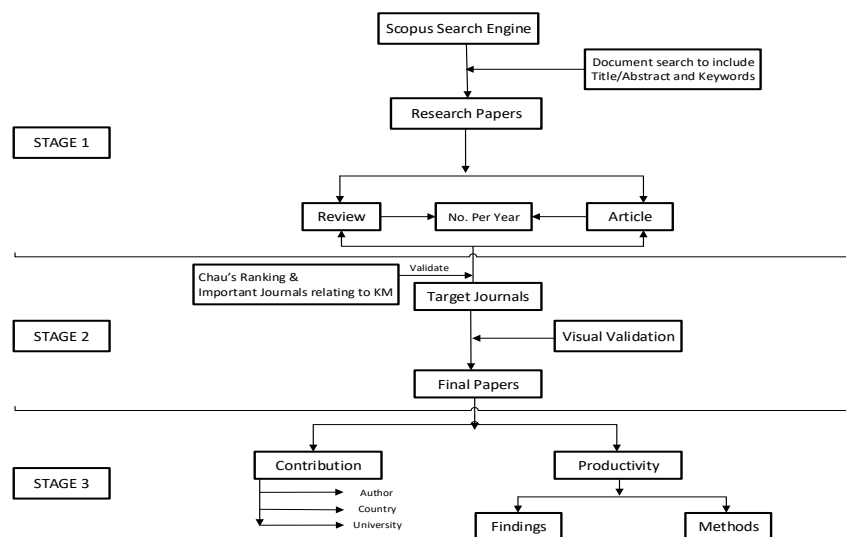 Scopus Search Engine
Document search to include
Title/Abstract and Keywords
Research Papers
STAGE 1
Review
No. Per Year
Article
Chau's Ranking &
Important Journals relating to KM
Validate
Target Journals
STAGE 2
Visual Validation
Final Papers
Contribution
Productivity
STAGE 3
Author
Country
University
Findings
Methods